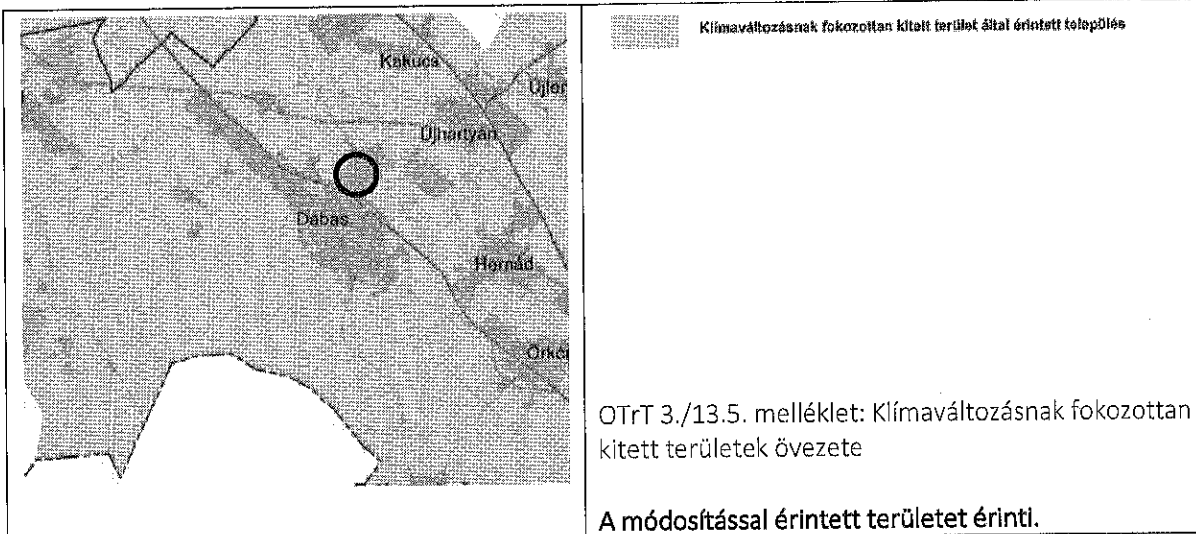 Kakucs
Újhartyán
Dabas
Hernád
Klímaváltozásnak fokozottan kitett terület által érintett település
OTrT 3./13.5. melléklet: Klímaváltozásnak fokozottan
kitett területek övezete
A módosítással érintett területet érinti.